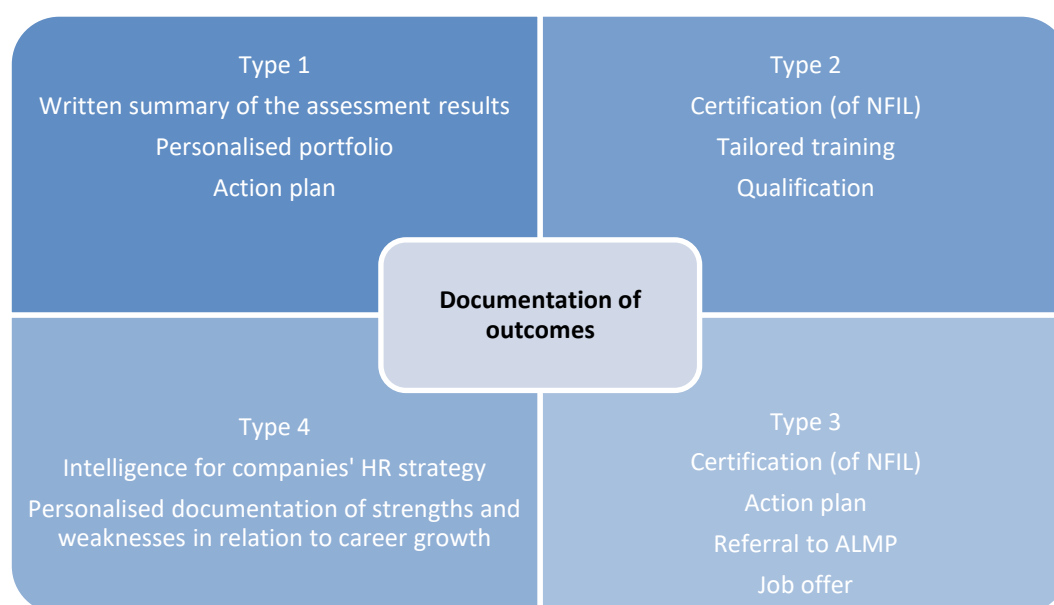 Type 1
Written summary of the assessment results
Personalised portfolio
Action plan
Type 2
Certification (of NFIL)
Tailored training
Qualification
Documentation of
outcomes
Type 4
Intelligence for companies' HR strategy
Personalised documentation of strengths and
weaknesses in relation to career growth
Type 3
Certification (of NFIL)
Action plan
Referral to ALMP
Job offer